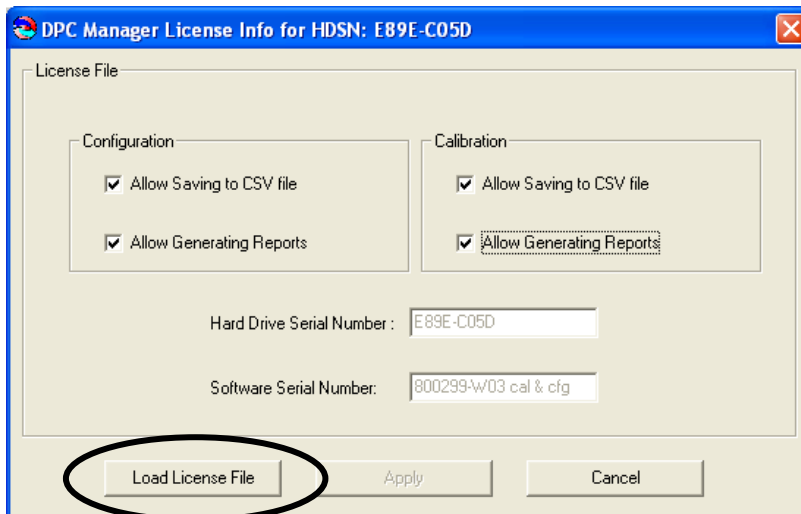 DPC Manager License Info for HDSN: E89E-C05D
License File
Configuration
Allow Saving to CSV file
Allow Generating Reports
Calibration
Allow Saving to CSV file
Allow Generating Reports
Hard Drive Serial Number : E89E-C05D
Software Serial Number: 800299-W03 cal & cfg
Load License File Apply Cancel